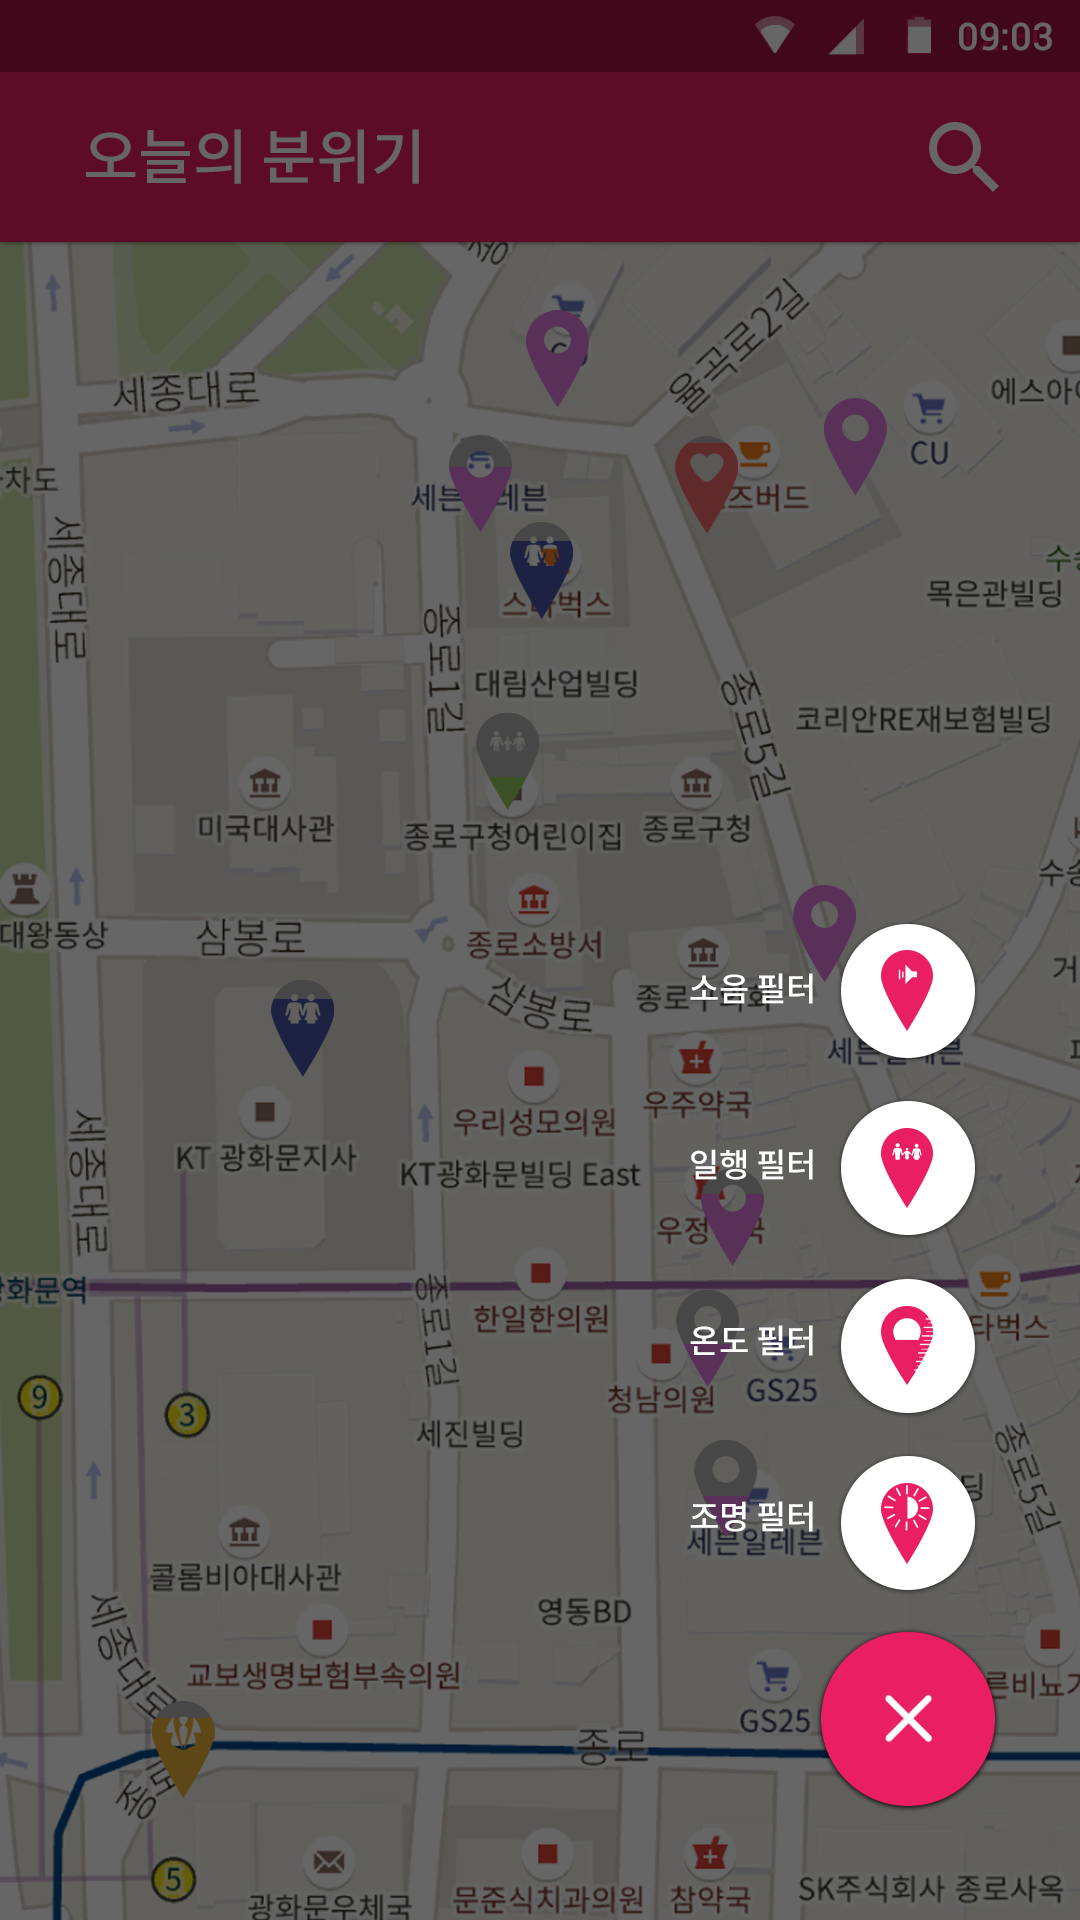 09:03
오늘의 분위기
세종대로
율곡로2길
에스아
CU
차도
세븐 레븐
즈버드
세종대로
수송
목은관빌딩
스타벅스
종로1길
대림산업빌딩
종로5길
코리안RE재보험빌딩
미국대사관
종로구청어린이집
종로구청
수송
대왕동상
삼봉로
종로소방서
소음 필터
삼봉로
세븐일레븐
우리성모의원
우주약국
세종대로
KT 광화문지사
KT광화문빌딩 East
일행 필터
우정 국
화문역
종로1길
한일한의원
타벅스
온도 필터
9
3
청남의원
GS25
세진빌딩
종로5길
딩
조명 필터
세븐일레븐
콜롬비아대사관
영동BD
세종대로
교보생명보험부속의원
른비뇨기
GS25
종로
종로
5
광화문우체국
문준식치과의원
참약국
SK주식회사 종로사옥